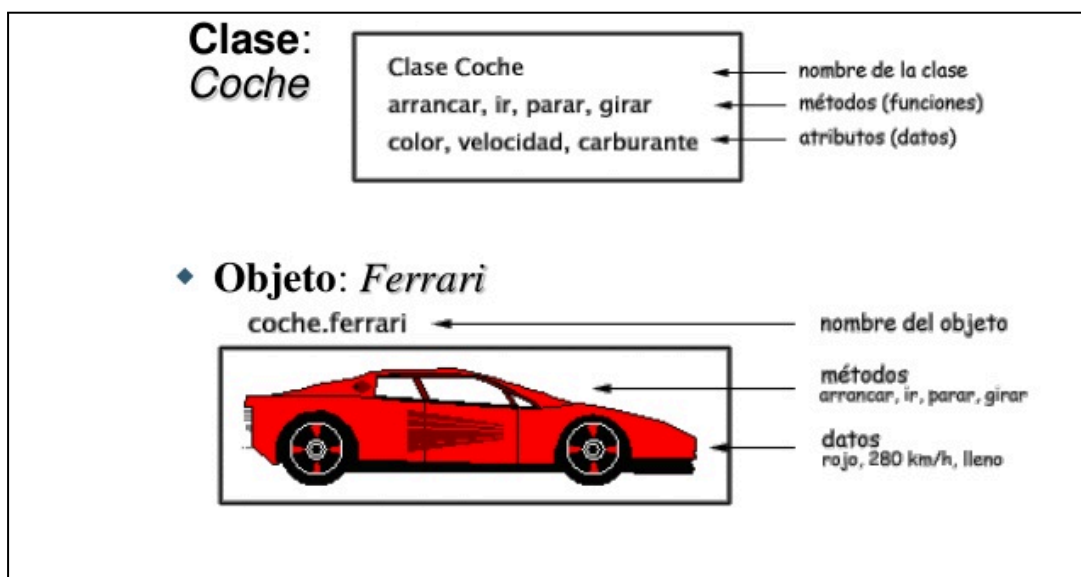 Clase:
Coche
Clase Coche
nombre de la clase
arrancar, ir, parar, girar
métodos (funciones)
color, velocidad, carburante
atributos (datos)
Objeto: Ferrari
coche.ferrari
nombre del objeto
métodos
arrancar, ir, parar, girar
datos
rojo, 280 km/h, lleno